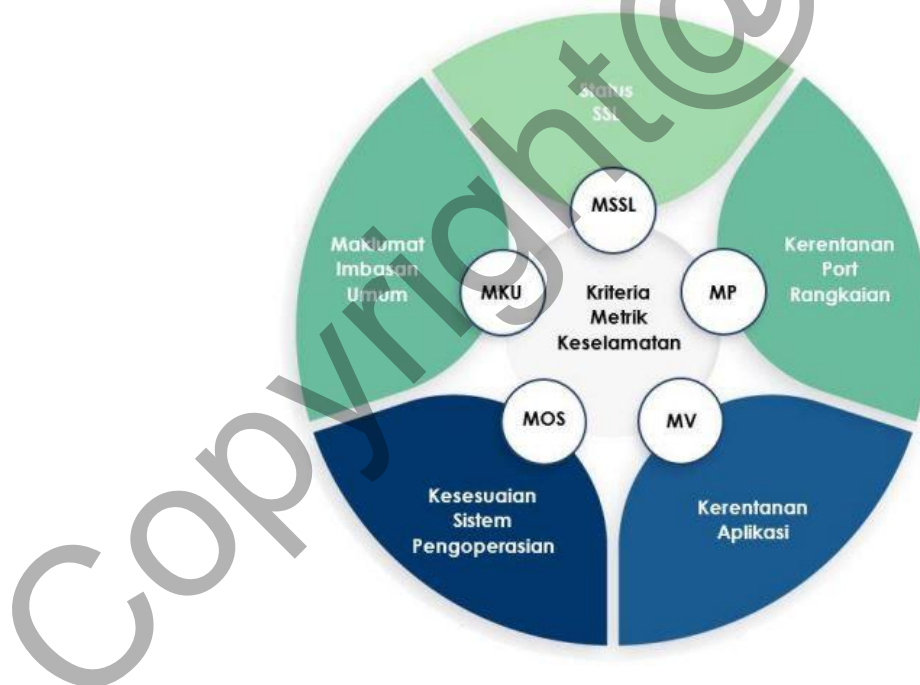 Status
SSL
MSSL
Maklumat
Imbasan
Umum
MKU
Kriteria
Metrik
Keselamatan
MP
Kerentanan
Port
Rangkaian
MOS
MV
Kesesuaian
Sistem
Pengoperasian
Kerentanan
Aplikasi
Copyright@